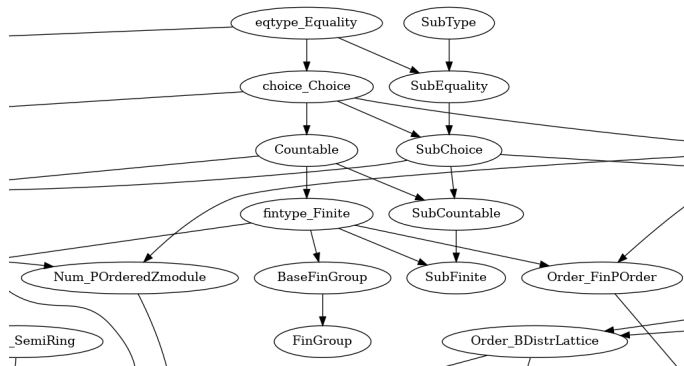 eqtype_Equality SubType
choice_Choice SubEquality
Countable SubChoice
fintype_Finite SubCountable
Num_POrderedZmodule BaseFinGroup SubFinite Order_FinPOrder
_SemiRing FinGroup Order_BDistrLattice